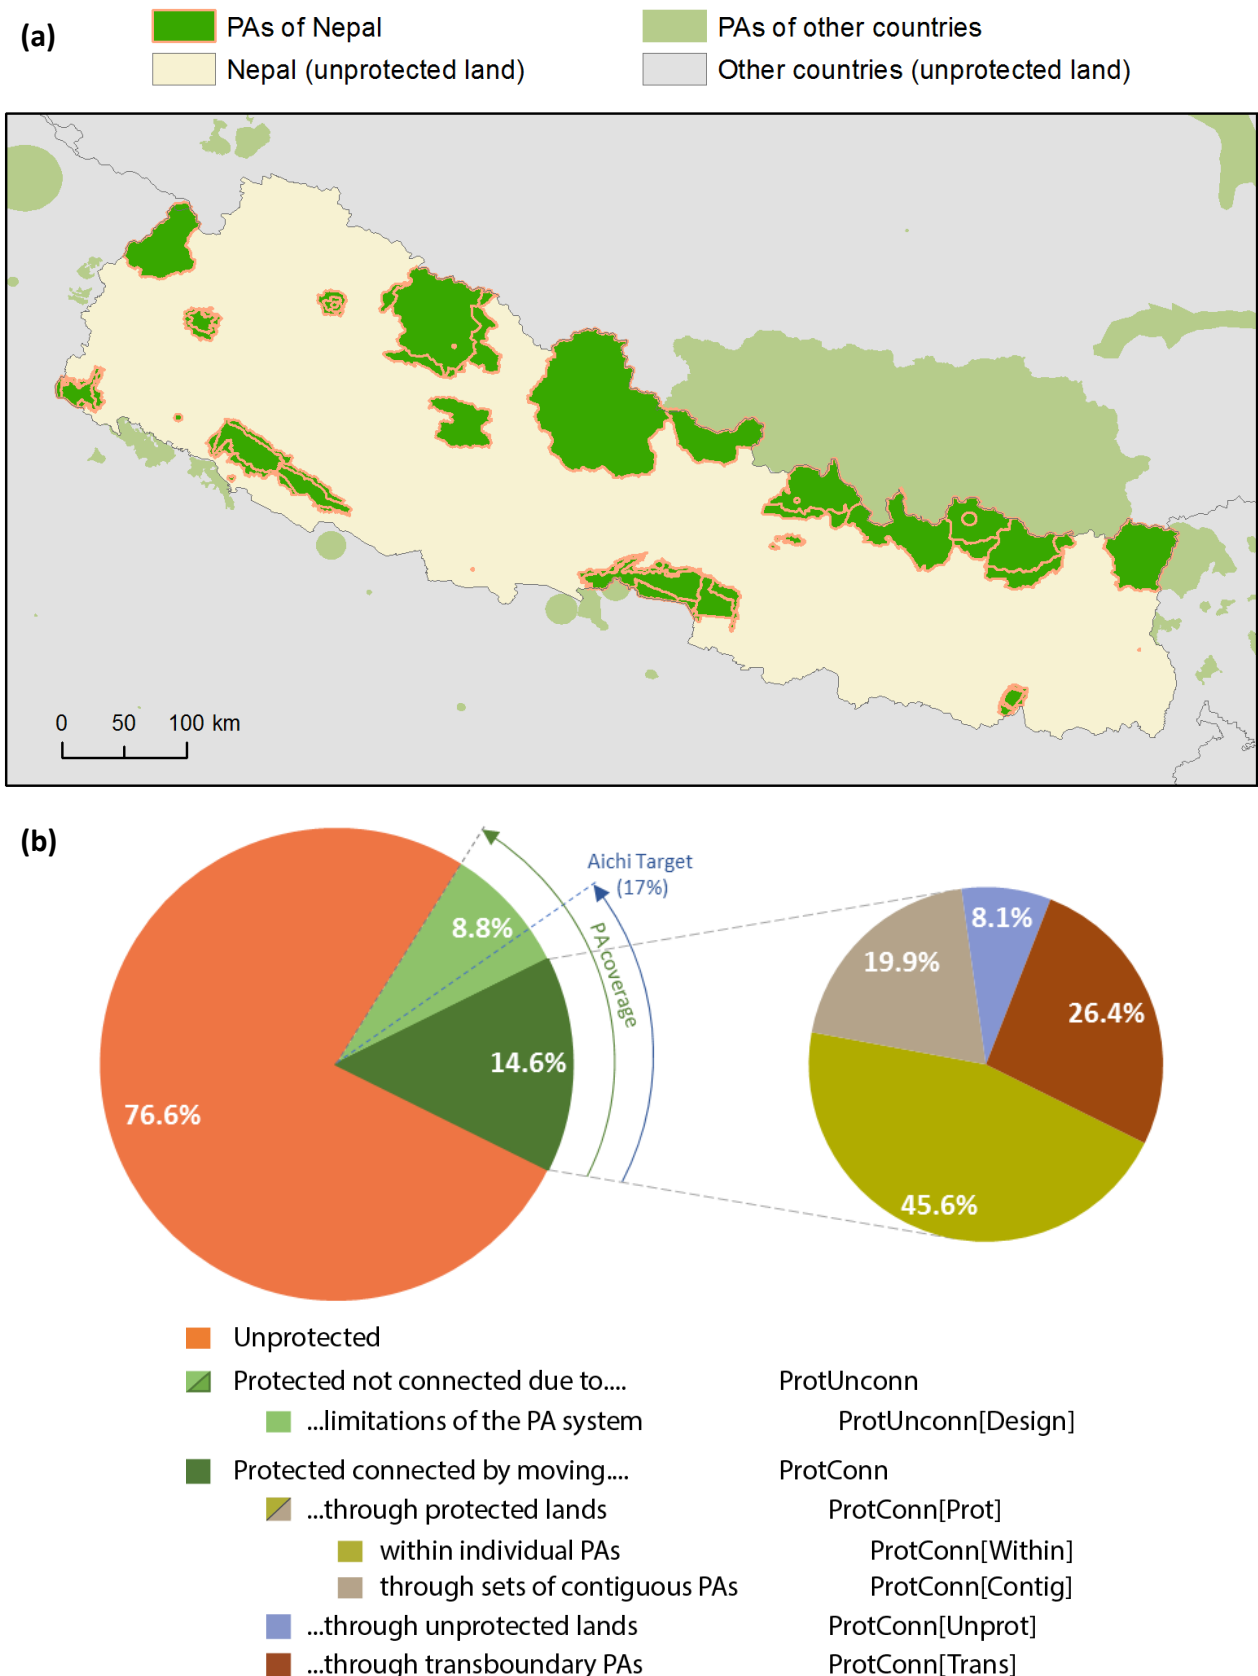 (a)
PAs of Nepal
PAs of other countries
Nepal (unprotected land)
Other countries (unprotected land)
0 50 100 km
(b)
Aichi Target
(17%)
PA coverage
8.8%
14.6%
76.6%
8.1%
19.9%
26.4%
45.6%
Unprotected
Protected not connected due to.... ProtUnconn
...limitations of the PA system ProtUnconn[Design]
Protected connected by moving.... ProtConn
...through protected lands ProtConn[Prot]
within individual PAs ProtConn[Within]
through sets of contiguous PAs ProtConn[Contig]
...through unprotected lands ProtConn[Unprot]
...through transboundary PAs ProtConn[Trans]